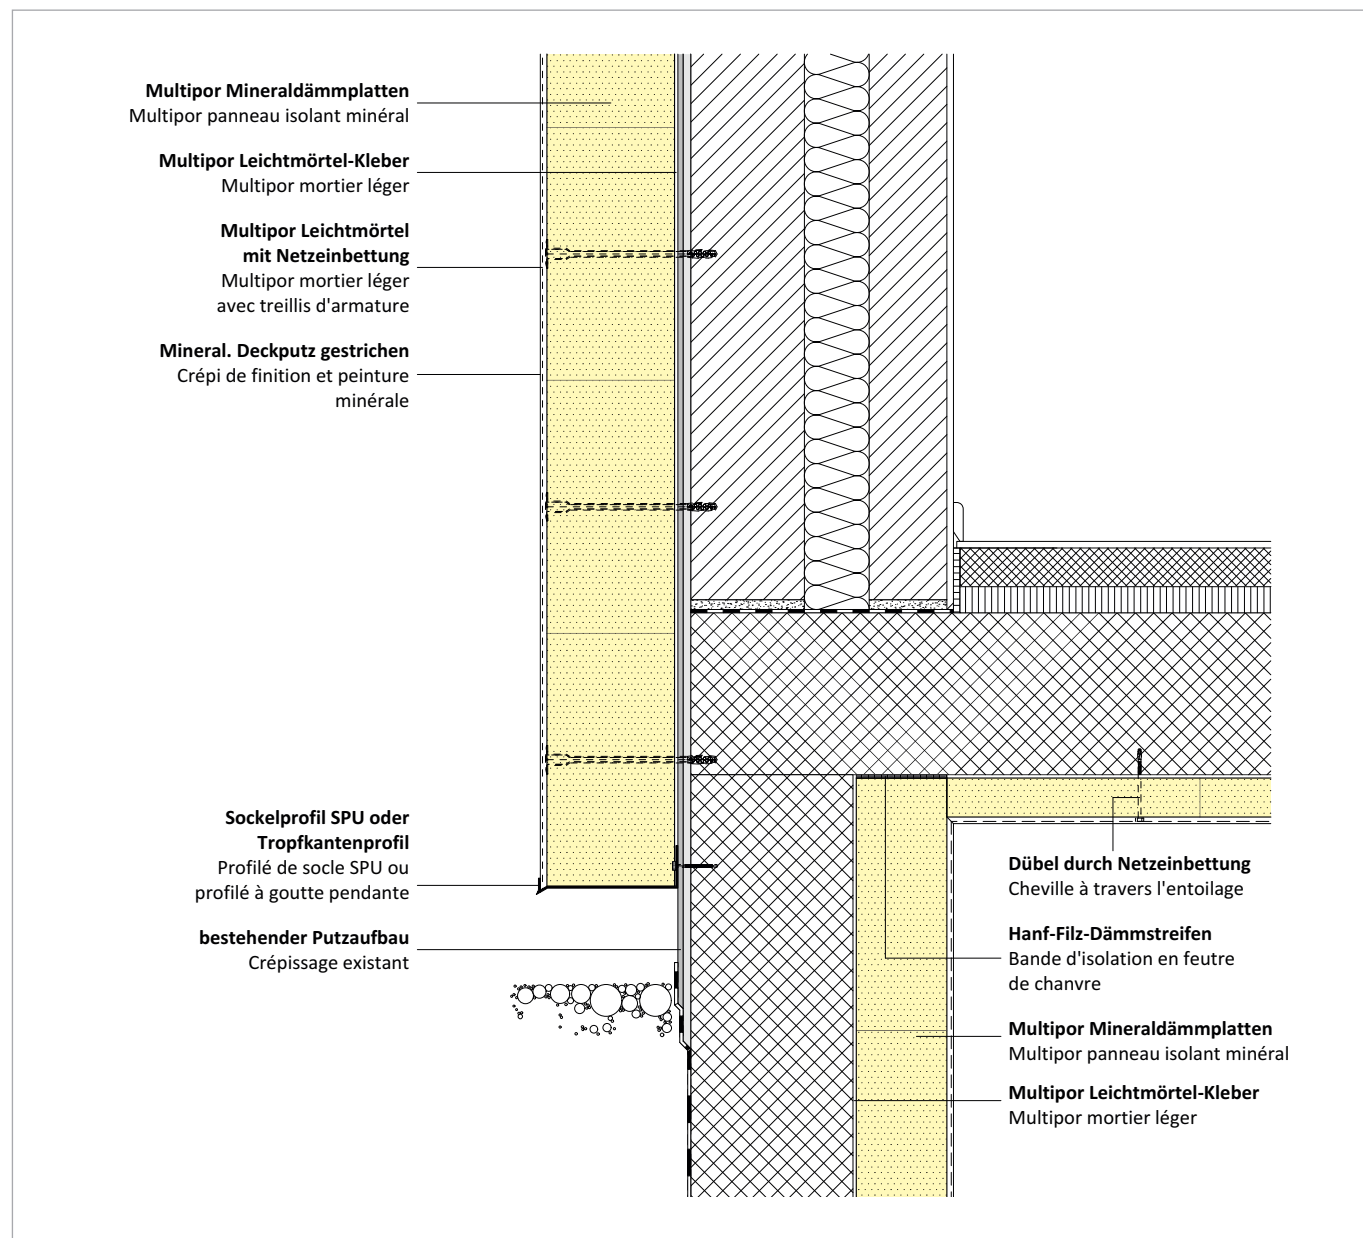 Multipor Mineraldämmplatten
Multipor panneau isolant minéral
Multipor Leichtmörtel-Kleber
Multipor mortier léger
Multipor Leichtmörtel
mit Netzeinbettung
Multipor mortier léger
avec treillis d'armature
Mineral. Deckputz gestrichen
Crépi de finition et peinture
minérale
Sockelprofil SPU oder
Tropfkantenprofil
Profilé de socle SPU ou
profilé à goutte pendante
bestehender Putzaufbau
Crépissage existant
Dübel durch Netzeinbettung
Cheville à travers l'entoilage
Hanf-Filz-Dämmstreifen
Bande d'isolation en feutre
de chanvre
Multipor Mineraldämmplatten
Multipor panneau isolant minéral
Multipor Leichtmörtel-Kleber
Multipor mortier léger